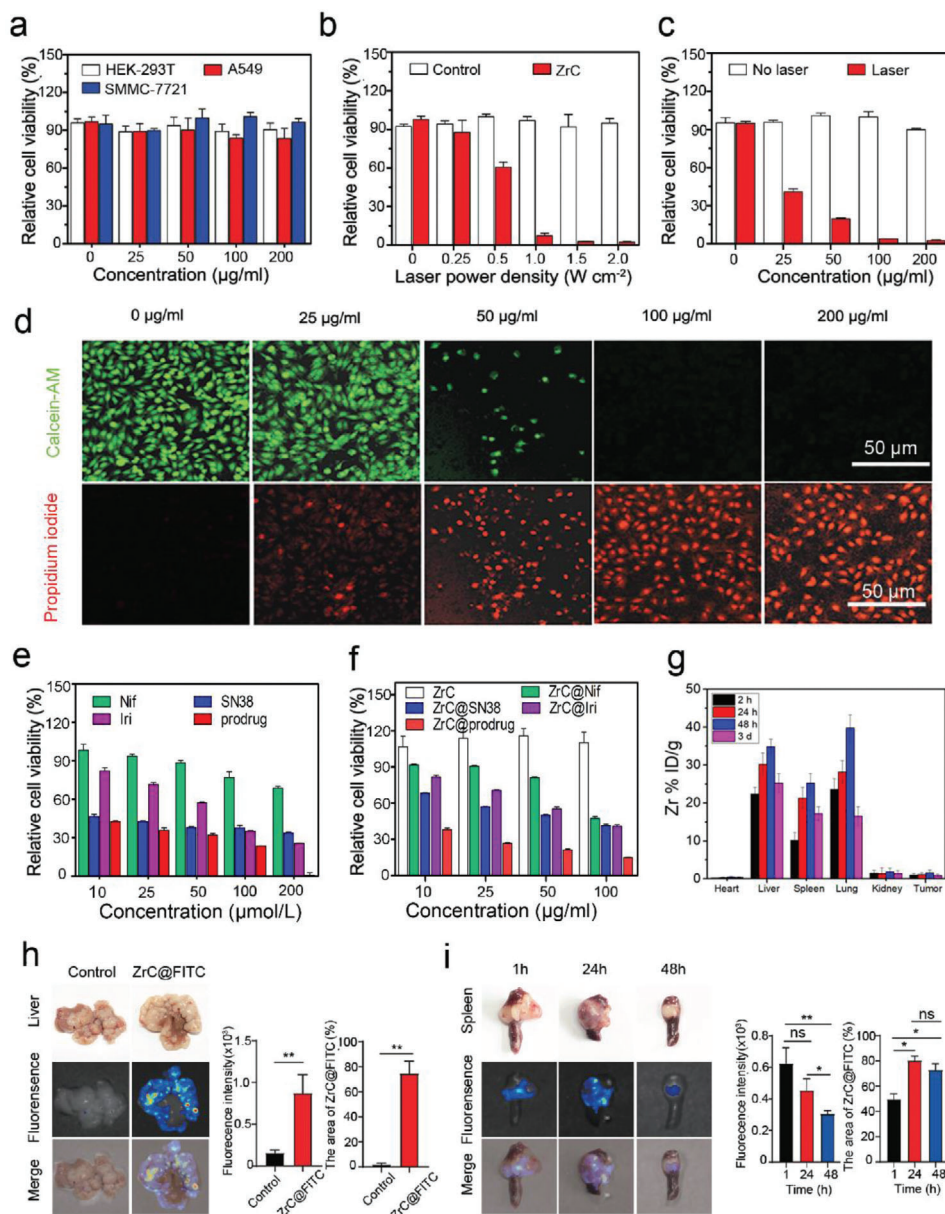 a
Relative cell viability (%)
150
120
90
60
30
0
HEK-293T
A549
SMMC-7721
0 25 50 100 200
Concentration (µg/ml)
b
Relative cell viability (%)
150
120
90
60
30
0
Control
ZrC
0 0.25 0.5 1.0 1.5 2.0
Laser power density (W cm⁻²)
c
Relative cell viability (%)
150
120
90
60
30
0
No laser
Laser
0 25 50 100 200
Concentration (µg/ml)
d
0 µg/ml 25 µg/ml 50 µg/ml 100 µg/ml 200 µg/ml
Calcein-AM
50 µm
Propidium iodide
50 µm
e
Relative cell viability (%)
150
120
90
60
30
0
Nif
SN38
Iri
prodrug
10 25 50 100 200
Concentration (µmol/L)
f
Relative cell viability (%)
150
120
90
60
30
0
ZrC
ZrC@Nif
ZrC@SN38
ZrC@Iri
ZrC@prodrug
10 25 50 100
Concentration (µg/ml)
g
Zr % ID/g
50
40
30
20
10
0
2 h
24 h
48 h
3 d
Heart Liver Spleen Lung Kidney Tumor
h
Control ZrC@FITC
Liver
Fluorensence
Merge
Fluorecence intensity(x10³)
1.5
1.0
0.5
0.0
**
Control
ZrC@FITC
The area of ZrC@FITC (%)
100
80
60
40
20
0
**
Control
ZrC@FITC
i
1h 24h 48h
Spleen
Fluorensence
Merge
Fluorescence intensity(x10³)
0.8
0.6
0.4
0.2
0.0
**
ns
*
1 24 48
Time (h)
The area of ZrC@FITC (%)
100
80
60
40
20
0
ns
*
*
1 24 48
Time (h)